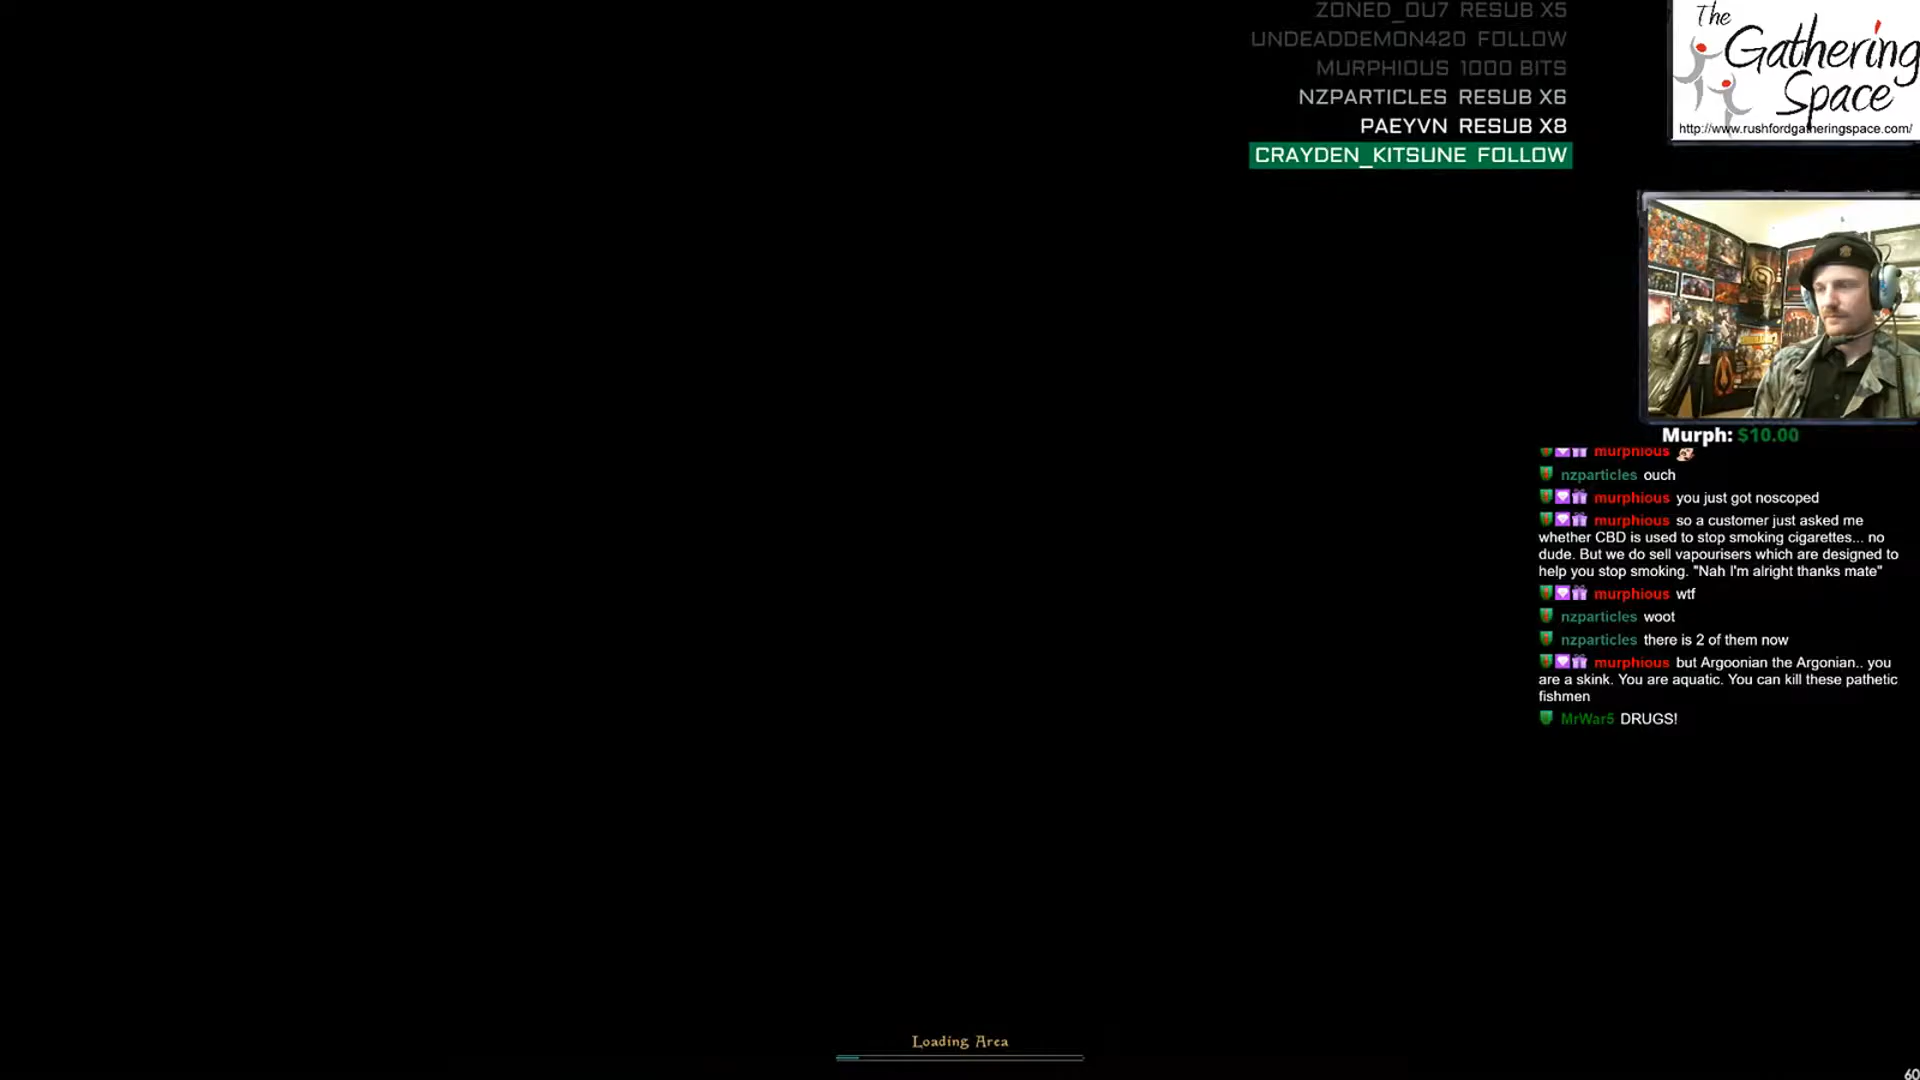 ZONED_OU7 RESUB X5
UNDEADDEMON420 FOLLOW
MURPHIOUS 1000 BITS
NZPARTICLES RESUB X6
PAEYVN RESUB X8
CRAYDEN_KITSUNE FOLLOW
The
Gathering
Space
http://www.rushfordgatheringspace.com/
Murph: $10.00
murphious
nzparticles ouch
murphious you just got noscoped
murphious so a customer just asked me
whether CBD is used to stop smoking cigarettes... no
dude. But we do sell vapourisers which are designed to
help you stop smoking. "Nah I'm alright thanks mate"
murphious wtf
nzparticles woot
nzparticles there is 2 of them now
murphious but Argoonian the Argonian.. you
are a skink. You are aquatic. You can kill these pathetic
fishmen
MrWar5 DRUGS!
Loading Area
60